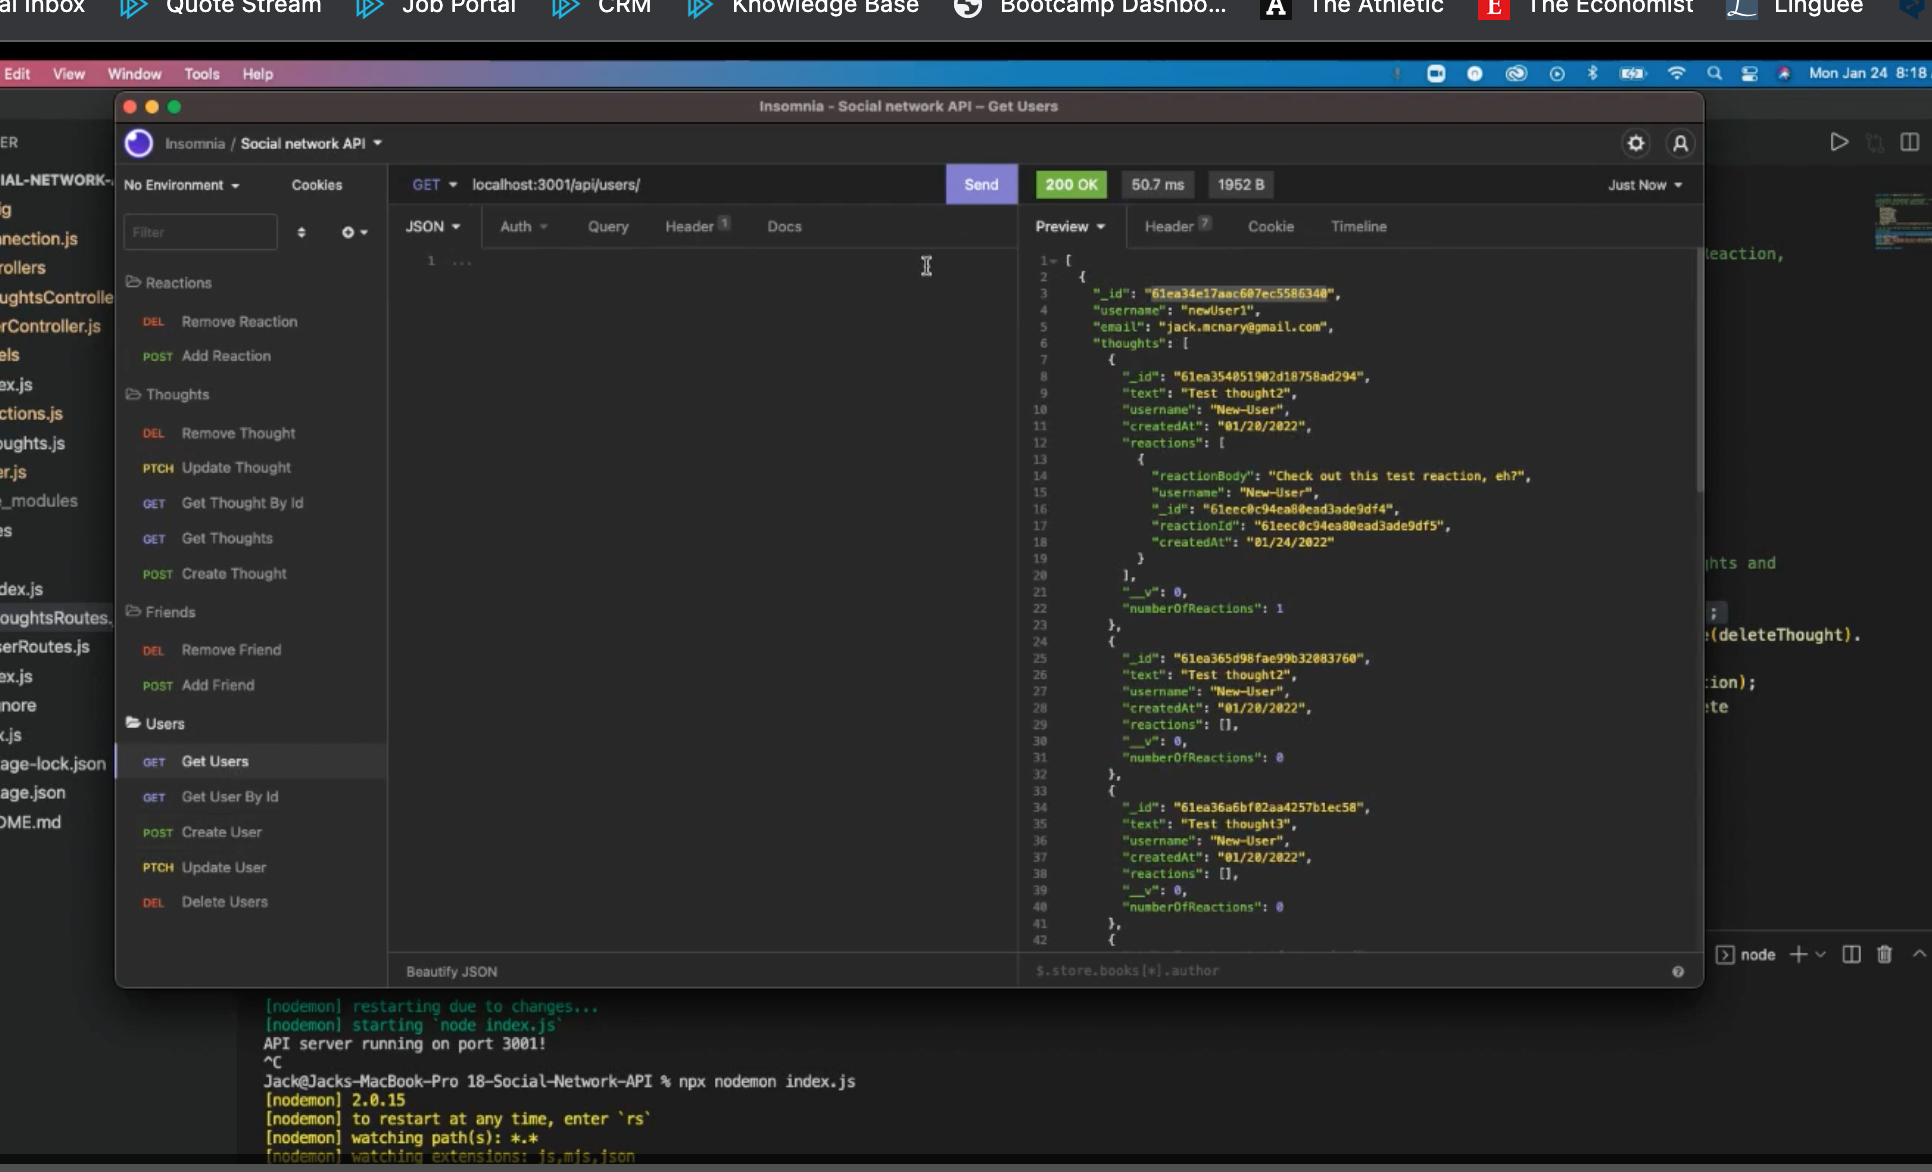 al Inbox Quote Stream Job Portal CRM Knowledge Base Bootcamp Dashbo... A The Athletic E The Economist L Linguee
Edit View Window Tools Help Mon Jan 24 8:18
Insomnia – Social network API – Get Users
Insomnia / Social network API
No Environment Cookies
GET localhost:3001/api/users/ Send
200 OK 50.7 ms 1952 B Just Now
Filter
JSON Auth Query Header 1 Docs
Preview Header 7 Cookie Timeline
Reactions
DEL Remove Reaction
POST Add Reaction
Thoughts
DEL Remove Thought
PTCH Update Thought
GET Get Thought By Id
GET Get Thoughts
POST Create Thought
Friends
DEL Remove Friend
POST Add Friend
Users
GET Get Users
GET Get User By Id
POST Create User
PTCH Update User
DEL Delete Users
1 ...
Beautify JSON
1 [
2 {
3 "_id": "61ea34e17aac607ec5586340",
4 "username": "newUser1",
5 "email": "jack.mcnary@gmail.com",
6 "thoughts": [
7 {
8 "_id": "61ea354051902d18758ad294",
9 "text": "Test thought2",
10 "username": "New-User",
11 "createdAt": "01/20/2022",
12 "reactions": [
13 {
14 "reactionBody": "Check out this test reaction, eh?",
15 "username": "New-User",
16 "_id": "61eec0c94ea80ead3ade9df4",
17 "reactionId": "61eec0c94ea80ead3ade9df5",
18 "createdAt": "01/24/2022"
19 }
20 ],
21 "__v": 0,
22 "numberOfReactions": 1
23 },
24 {
25 "_id": "61ea365d98fae99b32083760",
26 "text": "Test thought2",
27 "username": "New-User",
28 "createdAt": "01/20/2022",
29 "reactions": [],
30 "__v": 0,
31 "numberOfReactions": 0
32 },
33 {
34 "_id": "61ea36a6bf02aa4257b1ec58",
35 "text": "Test thought3",
36 "username": "New-User",
37 "createdAt": "01/20/2022",
38 "reactions": [],
39 "__v": 0,
40 "numberOfReactions": 0
41 },
42 {
$.store.books[*].author
ER
IAL-NETWORK-
ig
nnection.js
rollers
ughtsControlle
rController.js
els
ex.js
ctions.js
oughts.js
er.js
e_modules
es
dex.js
oughtsRoutes.
serRoutes.js
ex.js
gnore
x.js
age-lock.json
age.json
DME.md
eaction,
hts and
;
(deleteThought).
ion);
te
node
[nodemon] restarting due to changes...
[nodemon] starting `node index.js`
API server running on port 3001!
^C
Jack@Jacks-MacBook-Pro 18-Social-Network-API % npx nodemon index.js
[nodemon] 2.0.15
[nodemon] to restart at any time, enter `rs`
[nodemon] watching path(s): *.*
[nodemon] watching extensions: js,mjs,json